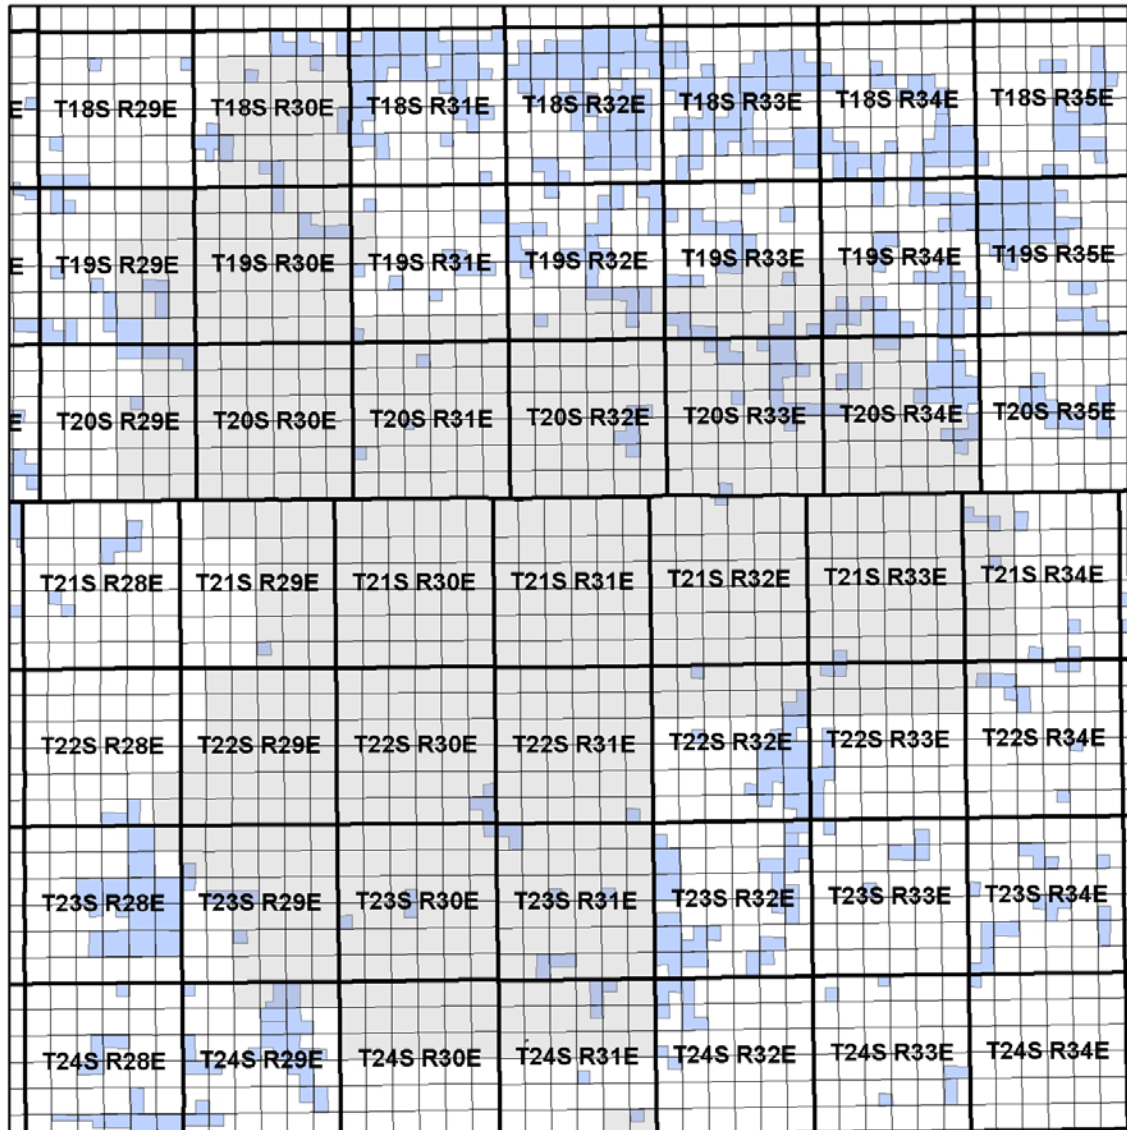 E T18S R29E T18S R30E T18S R31E T18S R32E T18S R33E T18S R34E T18S R35E
E T19S R29E T19S R30E T19S R31E T19S R32E T19S R33E T19S R34E T19S R35E
E T20S R29E T20S R30E T20S R31E T20S R32E T20S R33E T20S R34E T20S R35E
T21S R28E T21S R29E T21S R30E T21S R31E T21S R32E T21S R33E T21S R34E
T22S R28E T22S R29E T22S R30E T22S R31E T22S R32E T22S R33E T22S R34E
T23S R28E T23S R29E T23S R30E T23S R31E T23S R32E T23S R33E T23S R34E
T24S R28E T24S R29E T24S R30E T24S R31E T24S R32E T24S R33E T24S R34E